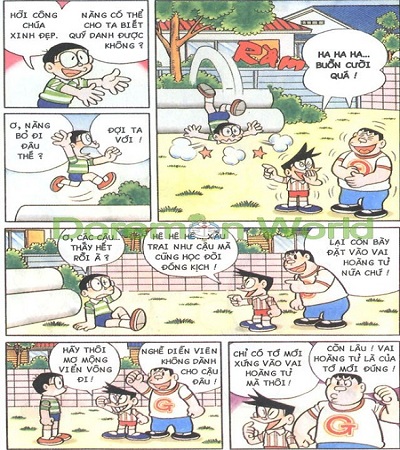 HỠI CÔNG
CHÚA
XINH ĐẸP.
NÀNG CÓ THỂ
CHO TA BIẾT
QUÝ DANH ĐƯỢC
KHÔNG ?
RẦM
HA HA HA...
BUỒN CƯỜI
QUÁ !
Ơ, NÀNG
BỎ ĐI
ĐÂU
THẾ ?
ĐỢI TA
VỚI !
World
Ơ, CÁC CẬU
THẤY HẾT
RỒI À ?
HÊ HÊ HÊ... XẤU
TRAI NHƯ CẬU MÀ
CŨNG HỌC ĐÒI
ĐÓNG KỊCH !
LẠI CÒN BÀY
ĐẶT VÀO VAI
HOÀNG TỬ
NỮA CHỨ !
HÃY THÔI
MƠ MỘNG
VIỂN VÔNG
ĐI !
NGHỀ DIỄN VIÊN
KHÔNG DÀNH
CHO CẬU
ĐÂU !
CHỈ CÓ TỚ MỚI
XỨNG VÀO VAI
HOÀNG TỬ
MÀ THÔI !
CÒN LÂU ! VAI
HOÀNG TỬ LÀ CỦA
TỚ MỚI ĐÚNG !
G
G
G
G